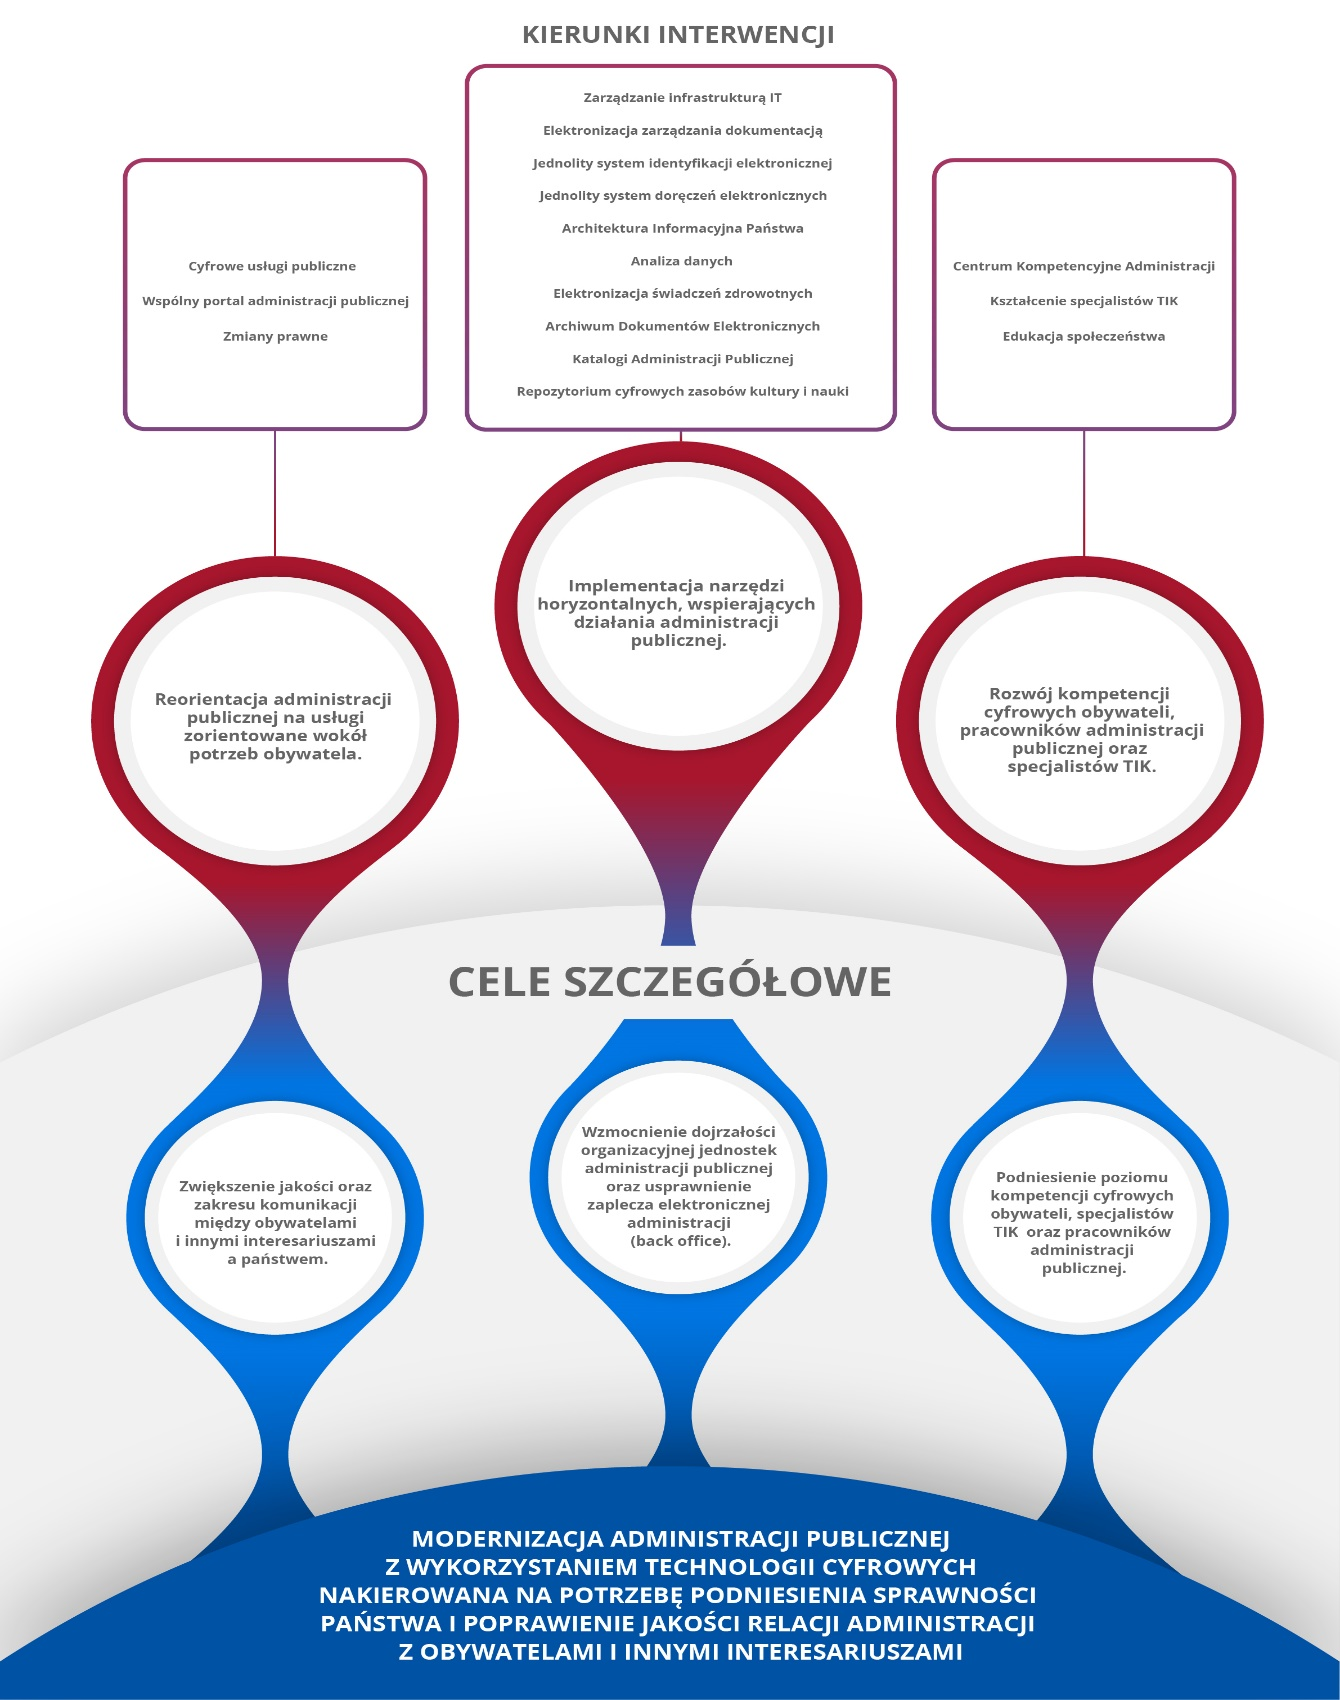 KIERUNKI INTERWENCJI
Zarządzanie infrastrukturą IT
Elektronizacja zarządzania dokumentacją
Jednolity system identyfikacji elektronicznej
Jednolity system doręczeń elektronicznych
Architektura Informacyjna Państwa
Analiza danych
Elektronizacja świadczeń zdrowotnych
Archiwum Dokumentów Elektronicznych
Katalogi Administracji Publicznej
Repozytorium cyfrowych zasobów kultury i nauki
Cyfrowe usługi publiczne
Wspólny portal administracji publicznej
Zmiany prawne
Centrum Kompetencyjne Administracji
Kształcenie specjalistów TIK
Edukacja społeczeństwa
Implementacja narzędzi
horyzontalnych, wspierających
działania administracji
publicznej.
Reorientacja administracji
publicznej na usługi
zorientowane wokół
potrzeb obywatela.
Rozwój kompetencji
cyfrowych obywateli,
pracowników administracji
publicznej oraz
specjalistów TIK.
CELE SZCZEGÓŁOWE
Zwiększenie jakości oraz
zakresu komunikacji
między obywatelami
i innymi interesariuszami
a państwem.
Wzmocnienie dojrzałości
organizacyjnej jednostek
administracji publicznej
oraz usprawnienie
zaplecza elektronicznej
administracji
(back office).
Podniesienie poziomu
kompetencji cyfrowych
obywateli, specjalistów
TIK oraz pracowników
administracji
publicznej.
MODERNIZACJA ADMINISTRACJI PUBLICZNEJ
Z WYKORZYSTANIEM TECHNOLOGII CYFROWYCH
NAKIEROWANA NA POTRZEBĘ PODNIESIENIA SPRAWNOŚCI
PAŃSTWA I POPRAWIENIE JAKOŚCI RELACJI ADMINISTRACJI
Z OBYWATELAMI I INNYMI INTERESARIUSZAMI